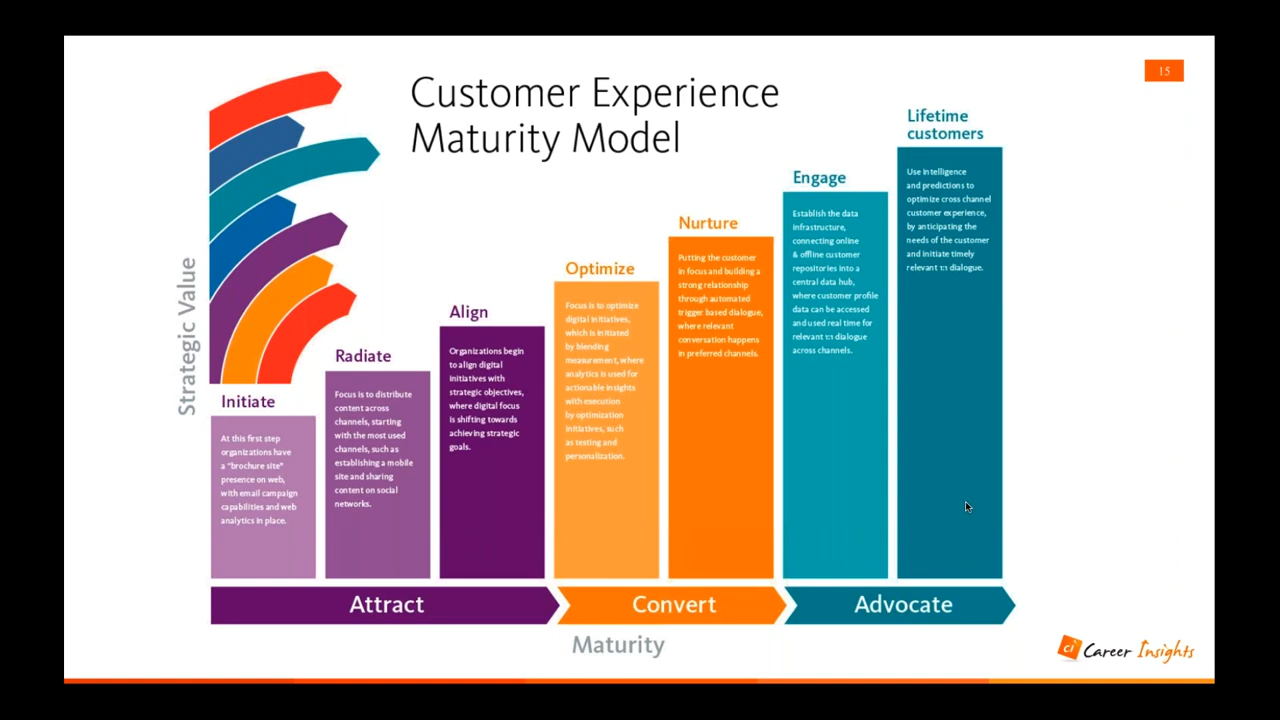 15
Customer Experience
Maturity Model
Strategic Value
Initiate
At this first step
organizations have
a "brochure site"
presence on web,
with email campaign
capabilities and web
analytics in place.
Radiate
Focus is to distribute
content across
channels, starting
with the most used
channels, such as
establishing a mobile
site and sharing
content on social
networks.
Align
Organizations begin
to align digital
initiatives with
strategic objectives,
where digital focus
is shifting towards
achieving strategic
goals.
Optimize
Focus is to optimize
digital initiatives,
which is initiated
by blending
measurement, where
analytics is used for
actionable insights
with execution
by optimization
initiatives, such
as testing and
personalization.
Nurture
Putting the customer
in focus and building a
strong relationship
through automated
trigger based dialogue,
where relevant
conversation happens
in preferred channels.
Engage
Establish the data
infrastructure,
connecting online
& offline customer
repositories into a
central data hub,
where customer profile
data can be accessed
and used real time for
relevant 1:1 dialogue
across channels.
Lifetime
customers
Use intelligence
and predictions to
optimize cross channel
customer experience,
by anticipating the
needs of the customer
and initiate timely
relevant 1:1 dialogue.
Attract
Convert
Advocate
Maturity
ci Career Insights